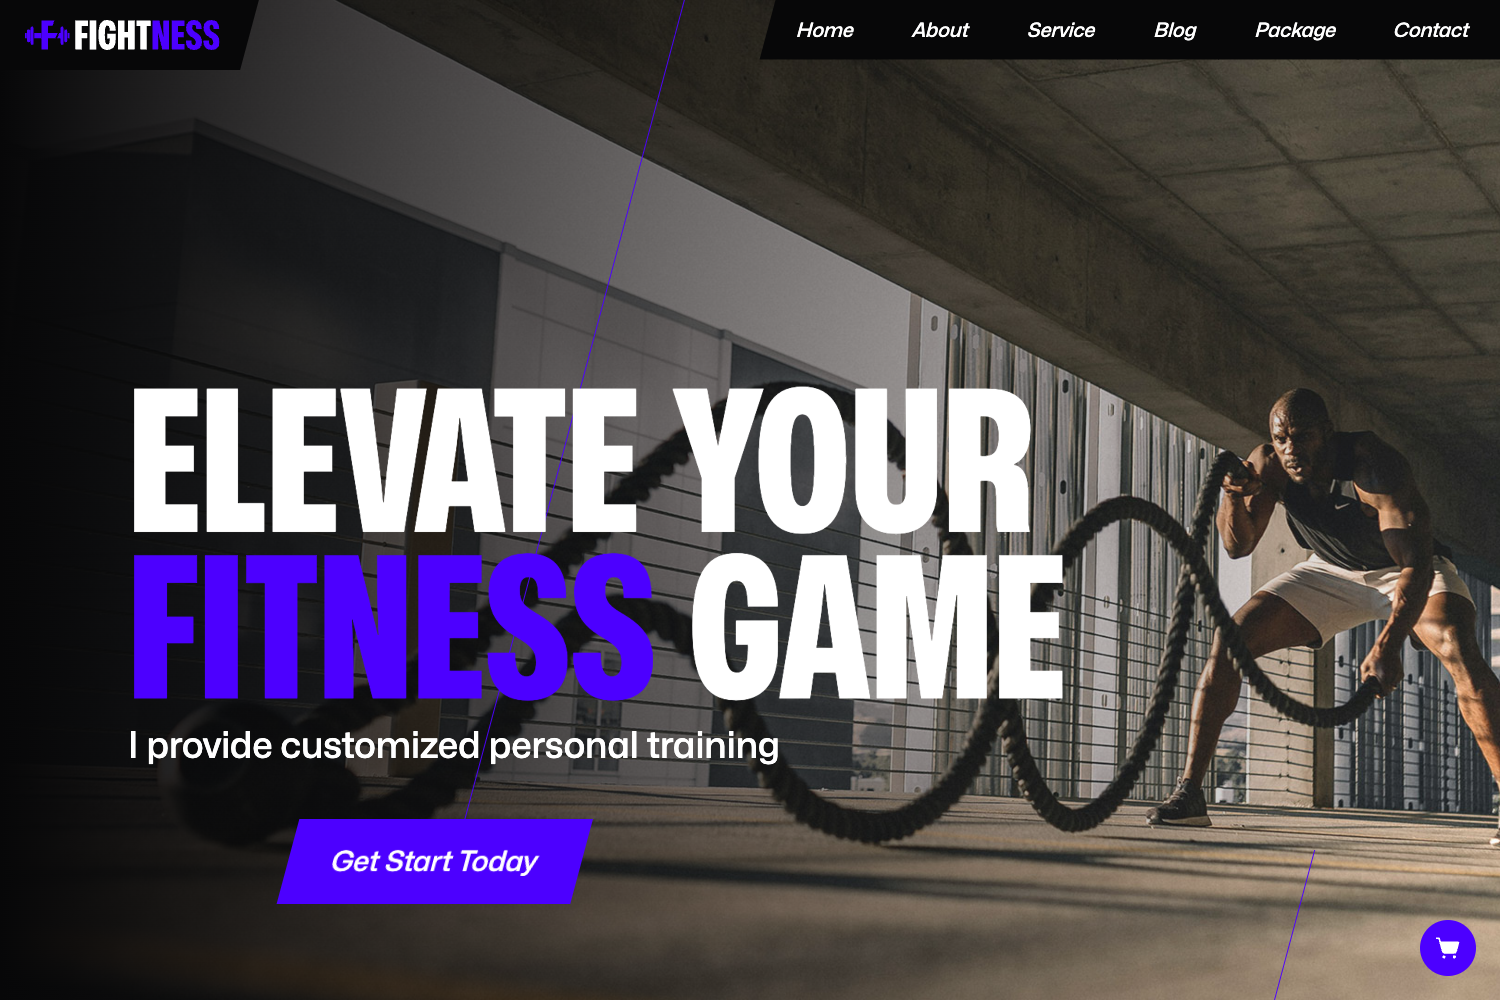 FIGHTNESS
Home About Service Blog Package Contact
ELEVATE YOUR
FITNESS GAME
I provide customized personal training
Get Start Today